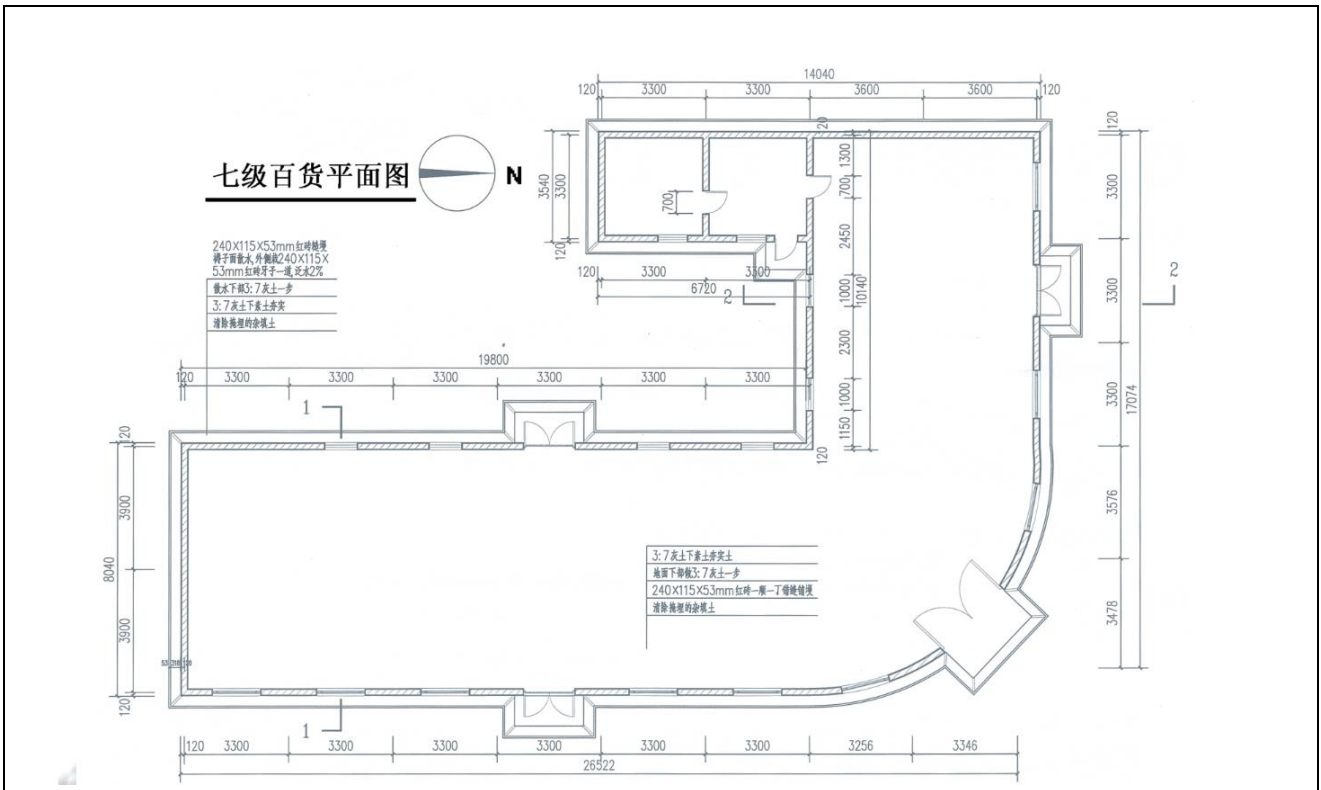 14040
120 3300 3300 3600 3600 120
七级百货平面图
N
240X115X53mm红砖糙墁
褥子面散水,外侧栽240X115X
53mm红砖牙子一道,泛水2%
散水下部3:7灰土一步
3:7灰土下素土夯实
清除掩埋的杂填土
3540
3300
120
700
20
1300
700
2450
1000
10140
2300
1000
1150
120
120 3300 3300
6720
2
120
3300
3300
3300
17074
3576
3478
2
19800
120 3300 3300 3300 3300 3300 3300
1
120
3900
8040
3900
120
3:7灰土下素土夯实土
地面下部做3:7灰土一步
240X115X53mm红砖一顺一丁错缝铺墁
清除掩埋的杂填土
1
120 3300 3300 3300 3300 3300 3300 3256 3346
26522